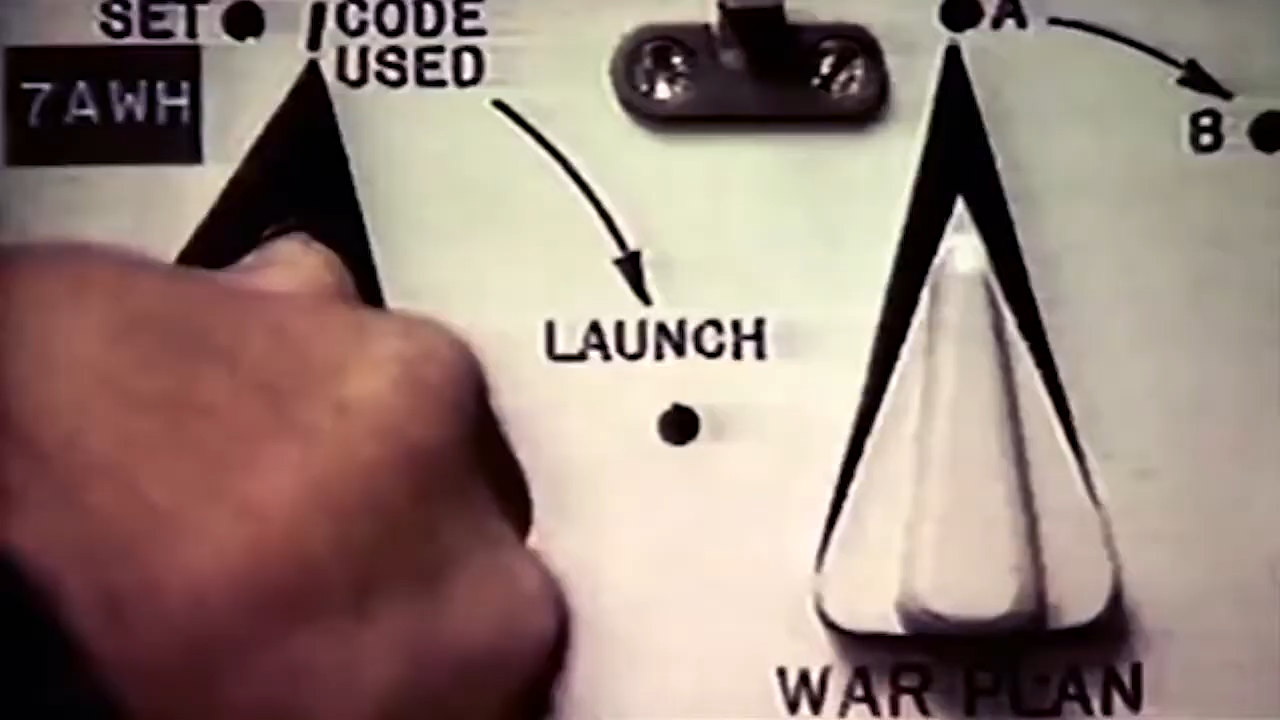 SET
CODE
USED
7AWH
A
B
LAUNCH
WAR PLAN